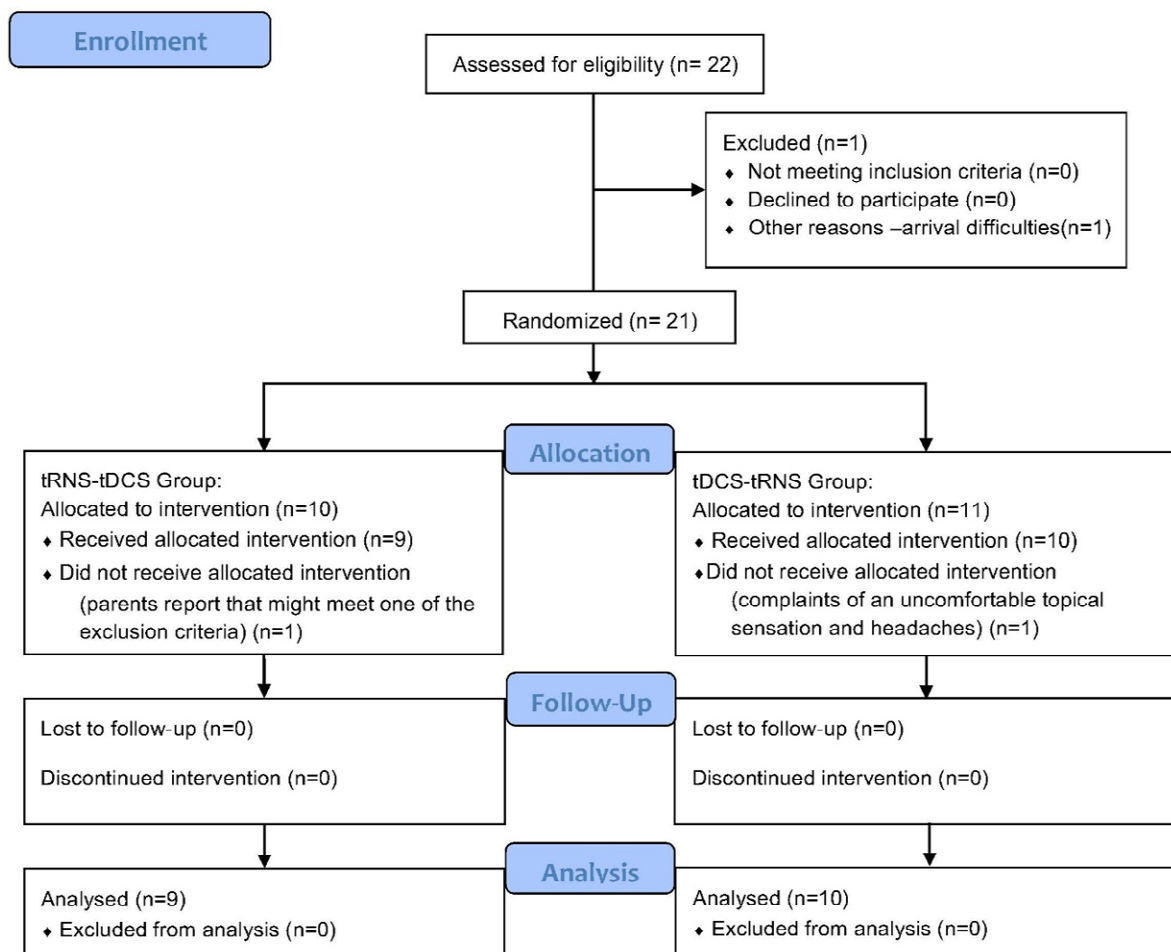 Enrollment
Assessed for eligibility (n= 22)
Excluded (n=1)
♦ Not meeting inclusion criteria (n=0)
♦ Declined to participate (n=0)
♦ Other reasons –arrival difficulties(n=1)
Randomized (n= 21)
Allocation
tRNS-tDCS Group:
Allocated to intervention (n=10)
♦ Received allocated intervention (n=9)
♦ Did not receive allocated intervention
(parents report that might meet one of the
exclusion criteria) (n=1)
tDCS-tRNS Group:
Allocated to intervention (n=11)
♦ Received allocated intervention (n=10)
♦Did not receive allocated intervention
(complaints of an uncomfortable topical
sensation and headaches) (n=1)
Follow-Up
Lost to follow-up (n=0)
Discontinued intervention (n=0)
Lost to follow-up (n=0)
Discontinued intervention (n=0)
Analysis
Analysed (n=9)
♦ Excluded from analysis (n=0)
Analysed (n=10)
♦ Excluded from analysis (n=0)